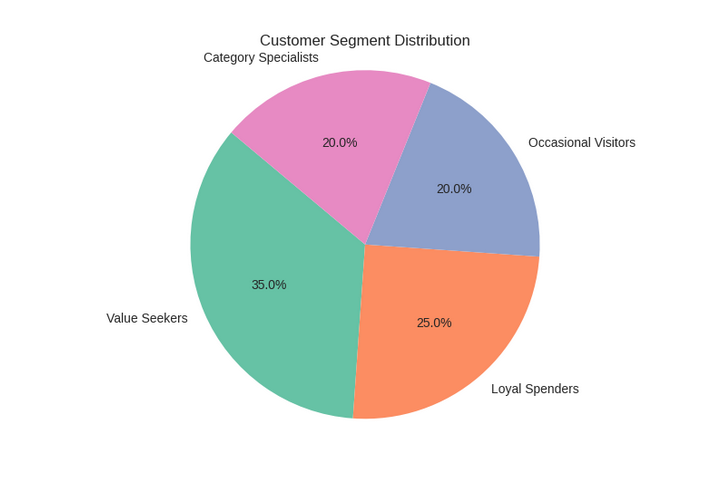 Customer Segment Distribution
Category Specialists
20.0%
Occasional Visitors
20.0%
35.0%
Value Seekers
25.0%
Loyal Spenders